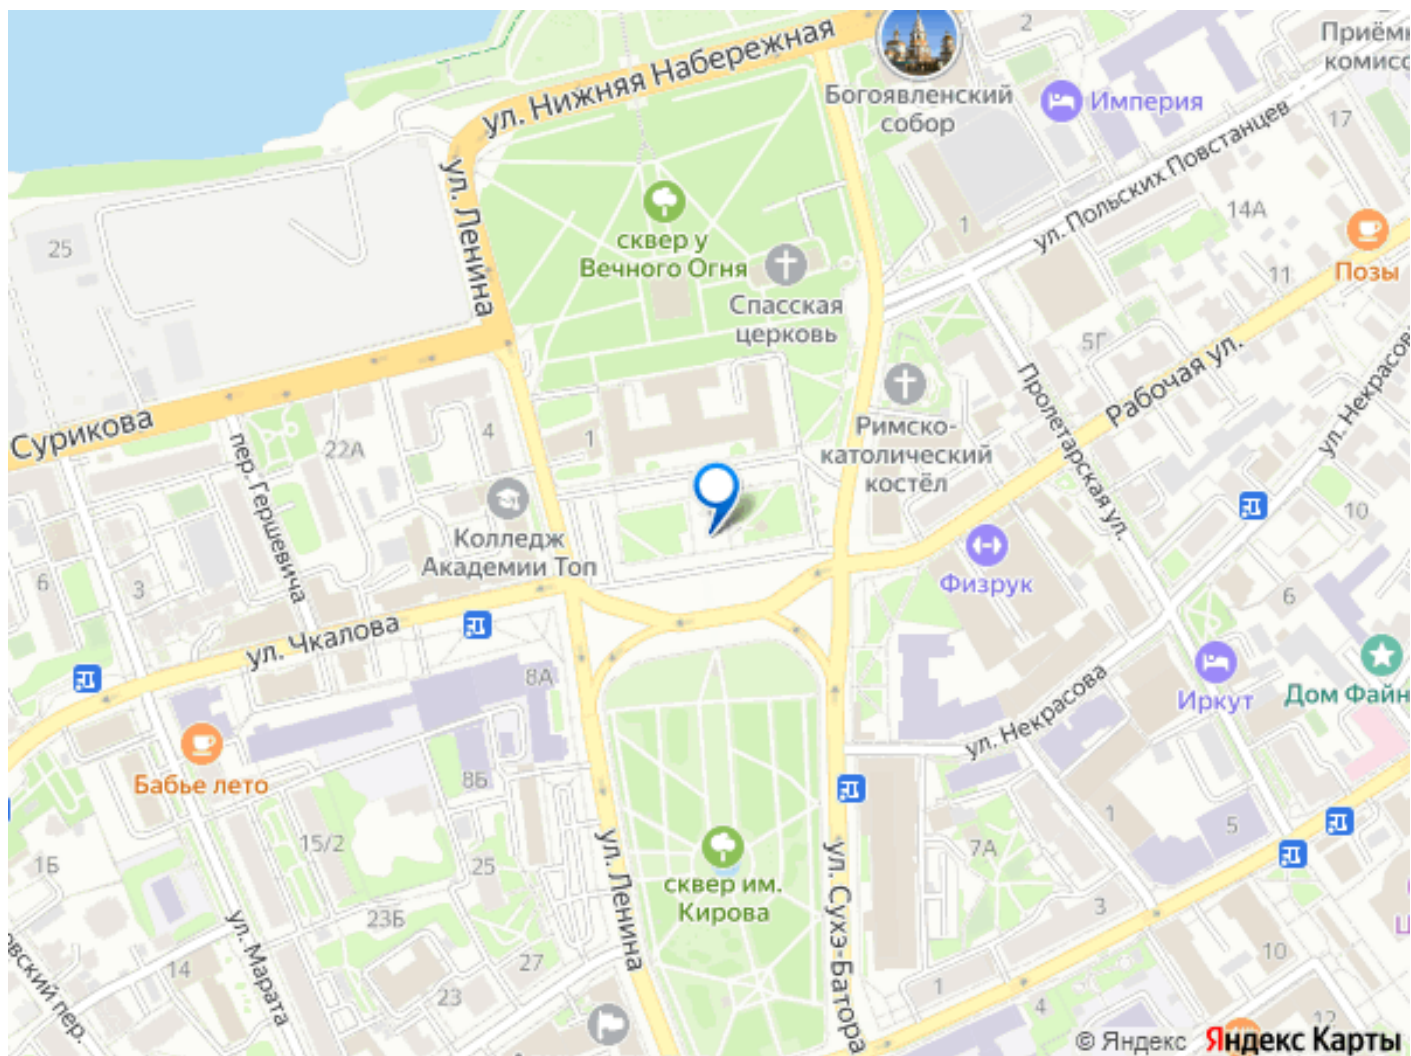 2
Приём
комисс
ул. Нижняя Набережная
Богоявленский
собор
Империя
17
ул. Польских Повстанцев
ул. Ленина
14А
1
25
сквер у
Вечного Огня
Позы
11
Спасская
церковь
5Г
Рабочая ул.
ул. Некрасова
Сурикова
22А
4
1
Римско-
католический
костёл
Пролетарская ул.
пер. Гершевича
10
Колледж
Академии Топ
Физрук
6
3
6
ул. Чкалова
8А
Иркут
Дом Файн
ул. Некрасова
Бабье лето
8Б
1
5
15/2
7А
1Б
25
ул. Ленина
сквер им.
Кирова
ул. Сухэ-Батора
23Б
3
ул. Марата
27
10
14
овский пер.
23
1
4
12
Ц
© Яндекс Яндекс Карты